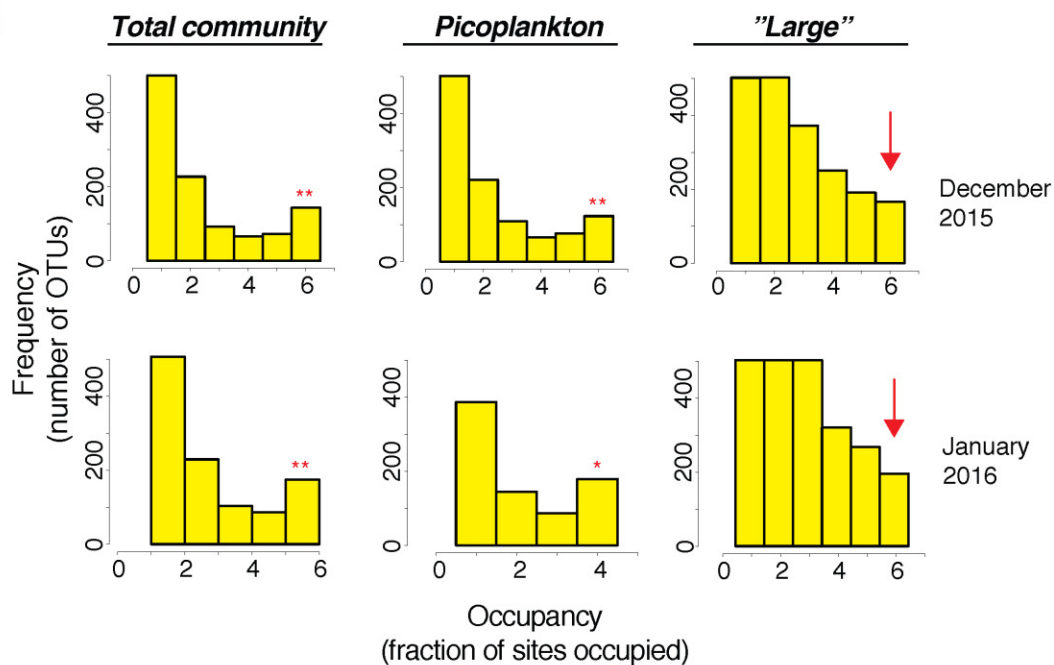 Total community
Picoplankton
"Large"
400
200
0
**
0 2 4 6
400
200
0
**
0 2 4 6
400
200
0
0 2 4 6
December
2015
Frequency
(number of OTUs)
400
200
0
**
0 2 4 6
400
200
0
*
0 2 4
400
200
0
0 2 4 6
January
2016
Occupancy
(fraction of sites occupied)